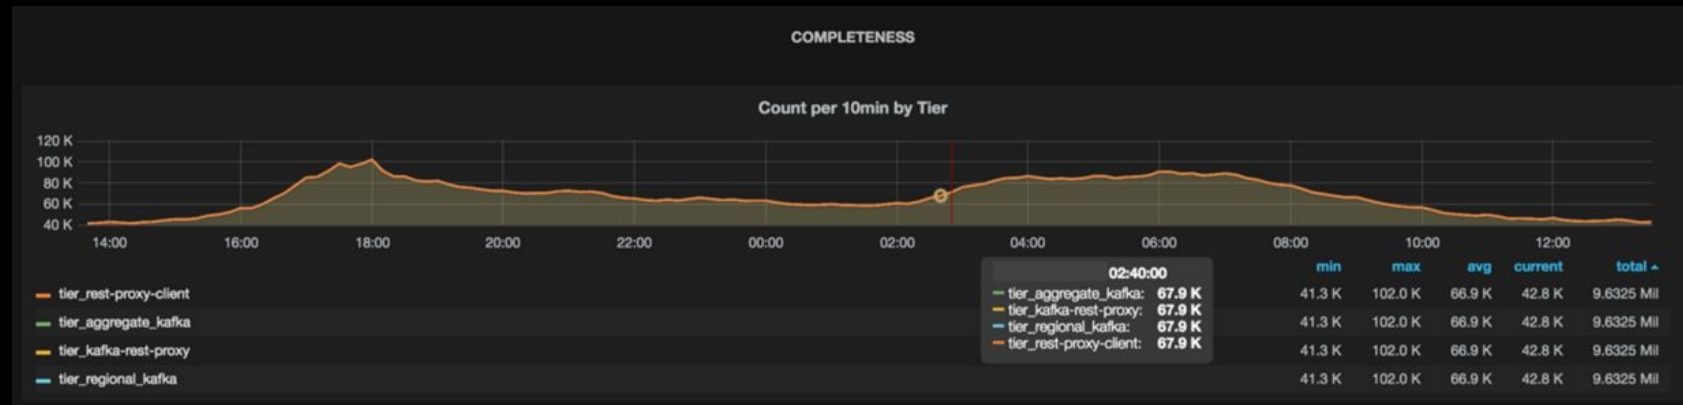 COMPLETENESS
Count per 10min by Tier
120 K
100 K
80 K
60 K
40 K
14:00 16:00 18:00 20:00 22:00 00:00 02:00 04:00 06:00 08:00 10:00 12:00
02:40:00
tier_aggregate_kafka: 67.9 K
tier_kafka-rest-proxy: 67.9 K
tier_regional_kafka: 67.9 K
tier_rest-proxy-client: 67.9 K
min max avg current total
tier_rest-proxy-client 41.3 K 102.0 K 66.9 K 42.8 K 9.6325 Mil
tier_aggregate_kafka 41.3 K 102.0 K 66.9 K 42.8 K 9.6325 Mil
tier_kafka-rest-proxy 41.3 K 102.0 K 66.9 K 42.8 K 9.6325 Mil
tier_regional_kafka 41.3 K 102.0 K 66.9 K 42.8 K 9.6325 Mil